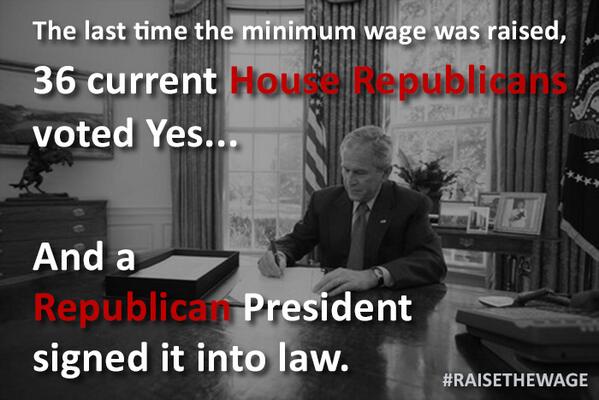 The last time the minimum wage was raised,
36 current House Republicans
voted Yes...
And a
Republican President
signed it into law.
#RAISETHEWAGE